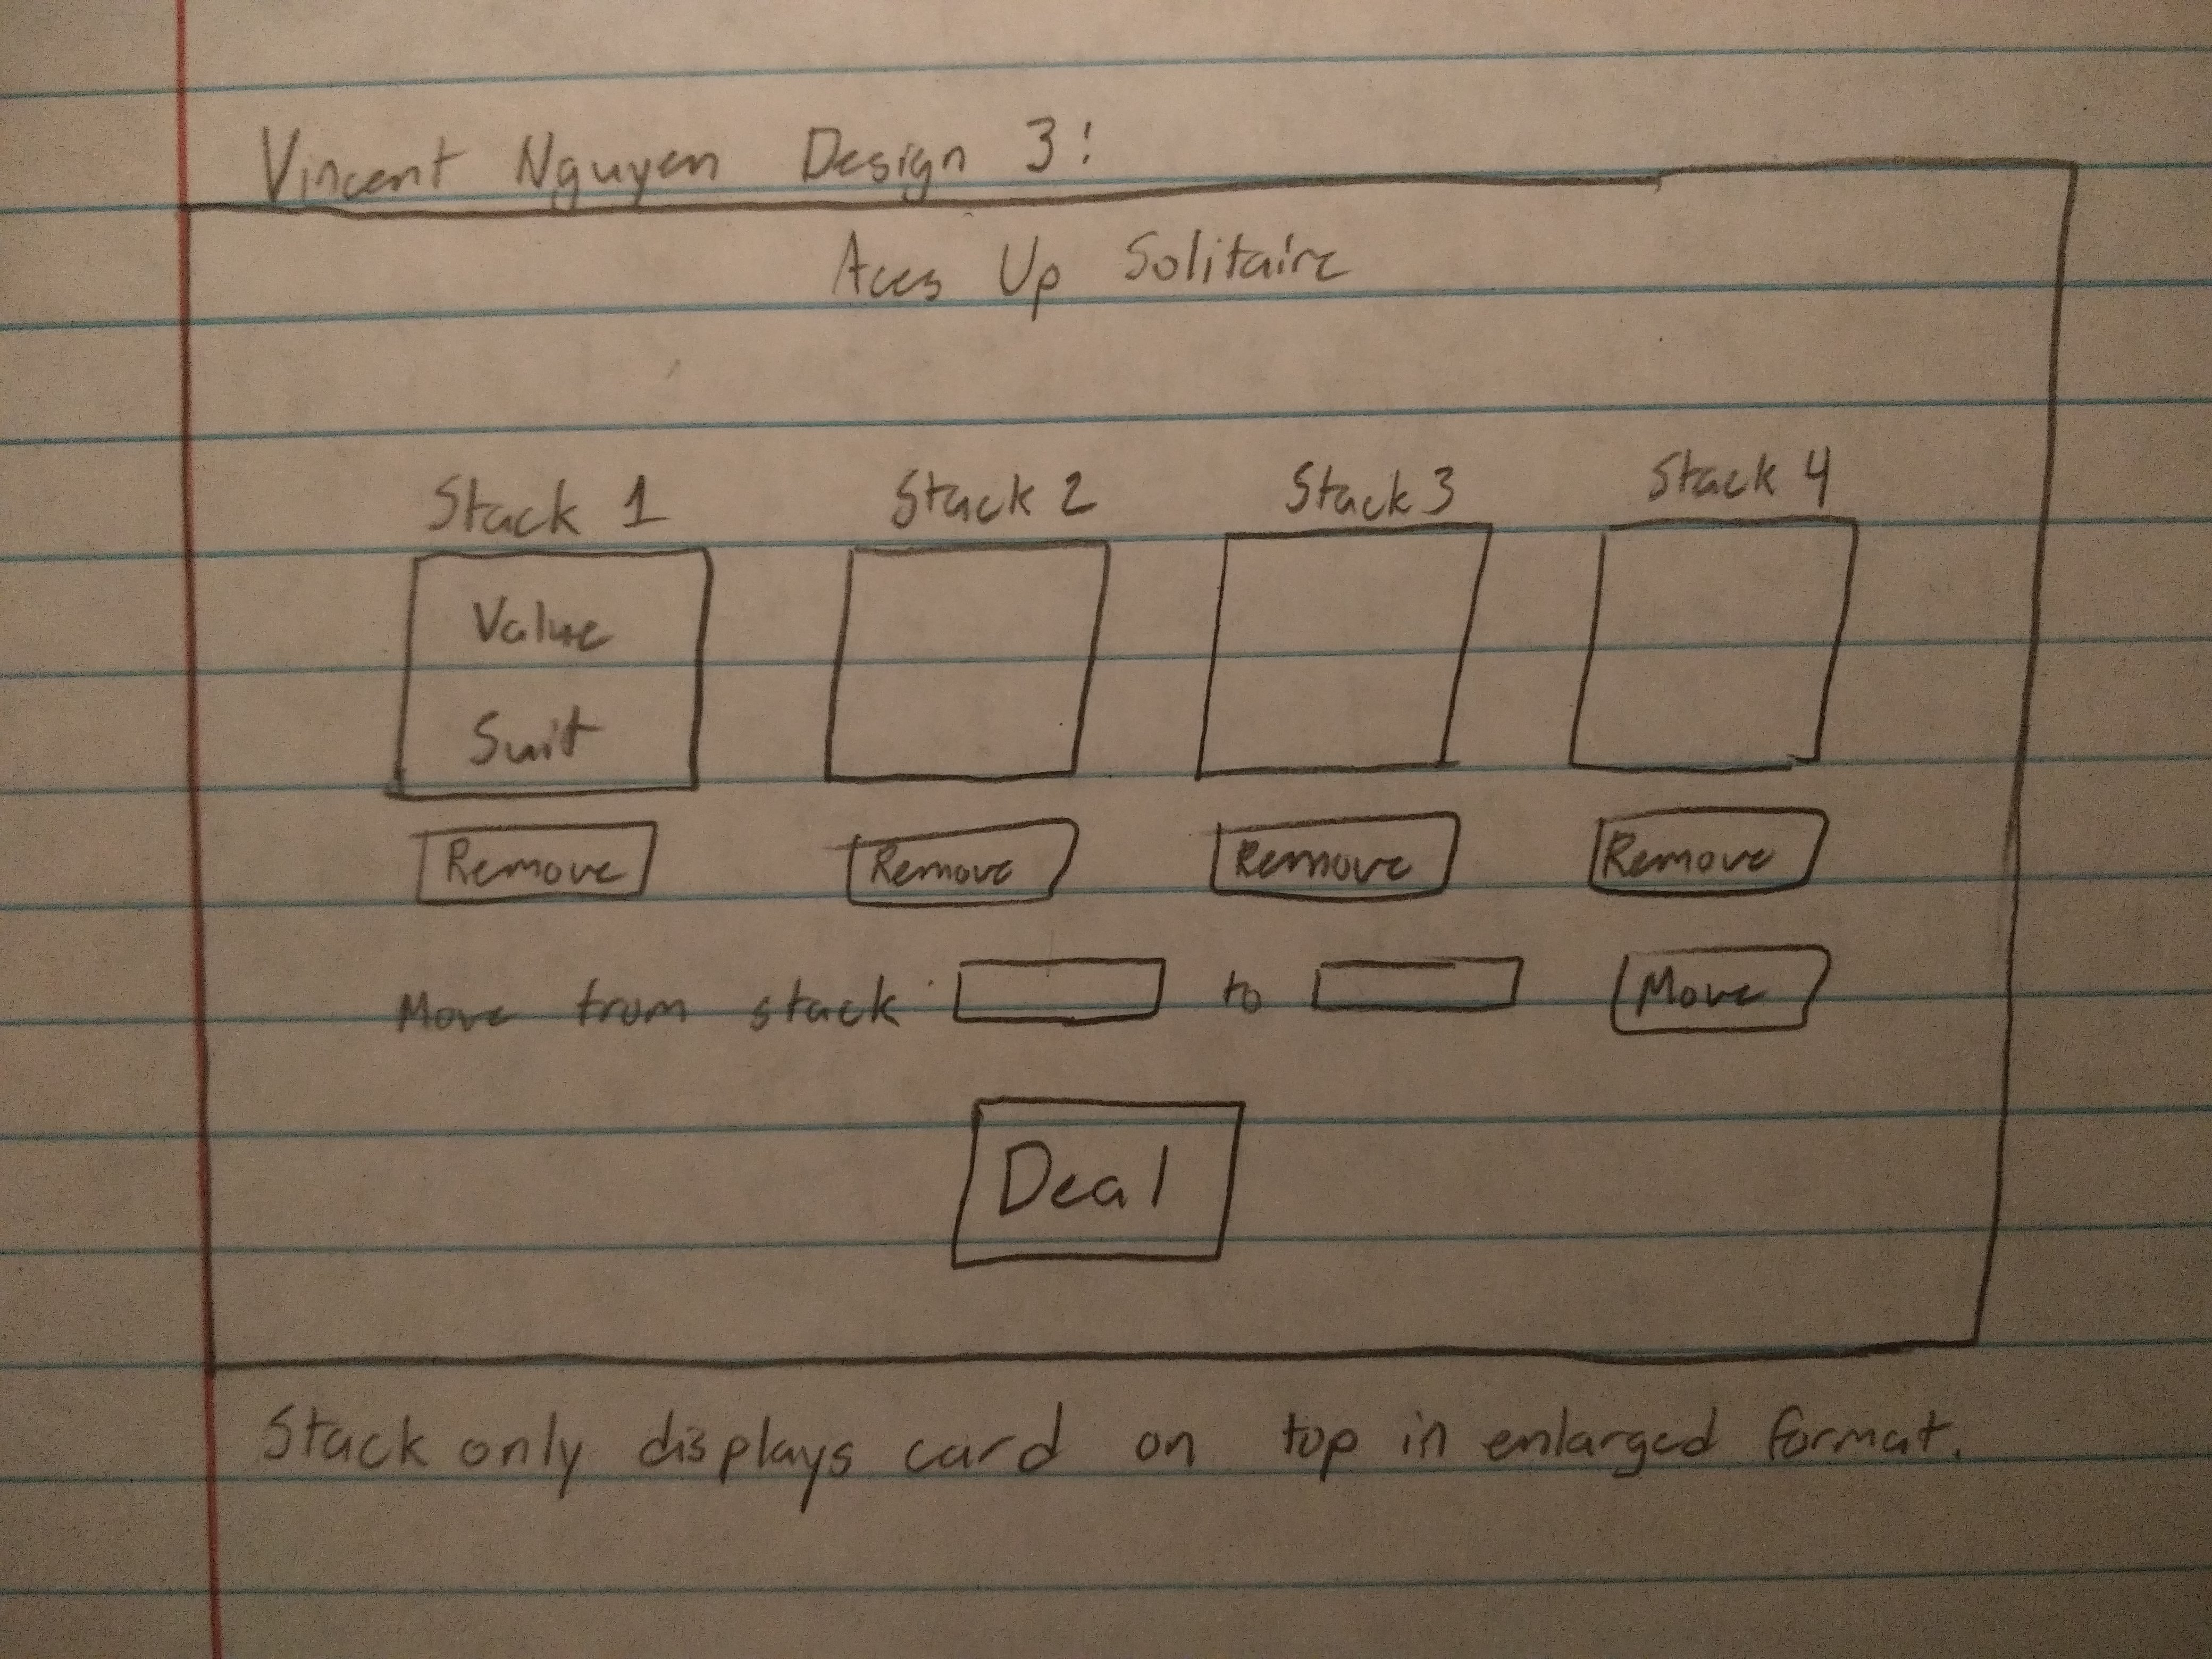 Vincent Nguyen Design 3:
Aces Up Solitaire
Stack 1 Stack 2 Stack 3 Stack 4
Value
Suit
Remove Remove Remove Remove
Move from stack to Move
Deal
Stack only displays card on top in enlarged format.